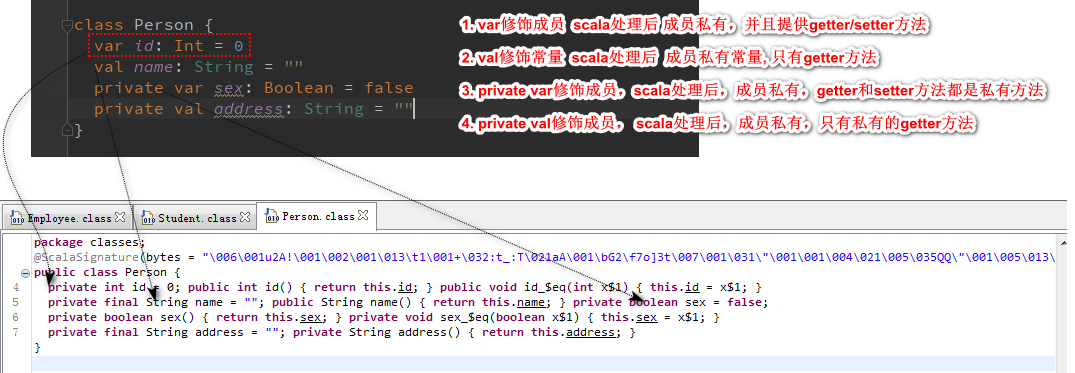 class Person {
var id: Int = 0
val name: String = ""
private var sex: Boolean = false
private val address: String = ""
}
1. var修饰成员 scala处理后 成员私有，并且提供getter/setter方法
2. val修饰常量 scala处理后 成员私有常量, 只有getter方法
3. private var修饰成员，scala处理后，成员私有，getter和setter方法都是私有方法
4. private val修饰成员， scala处理后，成员私有，只有私有的getter方法
Employee.class Student.class Person.class
package classes;
@ScalaSignature(bytes = "\006\001u2A!\001\002\001\013\t1\001+\032:t_:T\021aA\001\bG2\f7o]3t\007\001\031\"\001\001\004\021\005\035QQ\"\001\005\013\
public class Person {
4 private int id = 0; public int id() { return this.id; } public void id_$eq(int x$1) { this.id = x$1; }
5 private final String name = ""; public String name() { return this.name; } private boolean sex = false;
6 private boolean sex() { return this.sex; } private void sex_$eq(boolean x$1) { this.sex = x$1; }
7 private final String address = ""; private String address() { return this.address; }
}